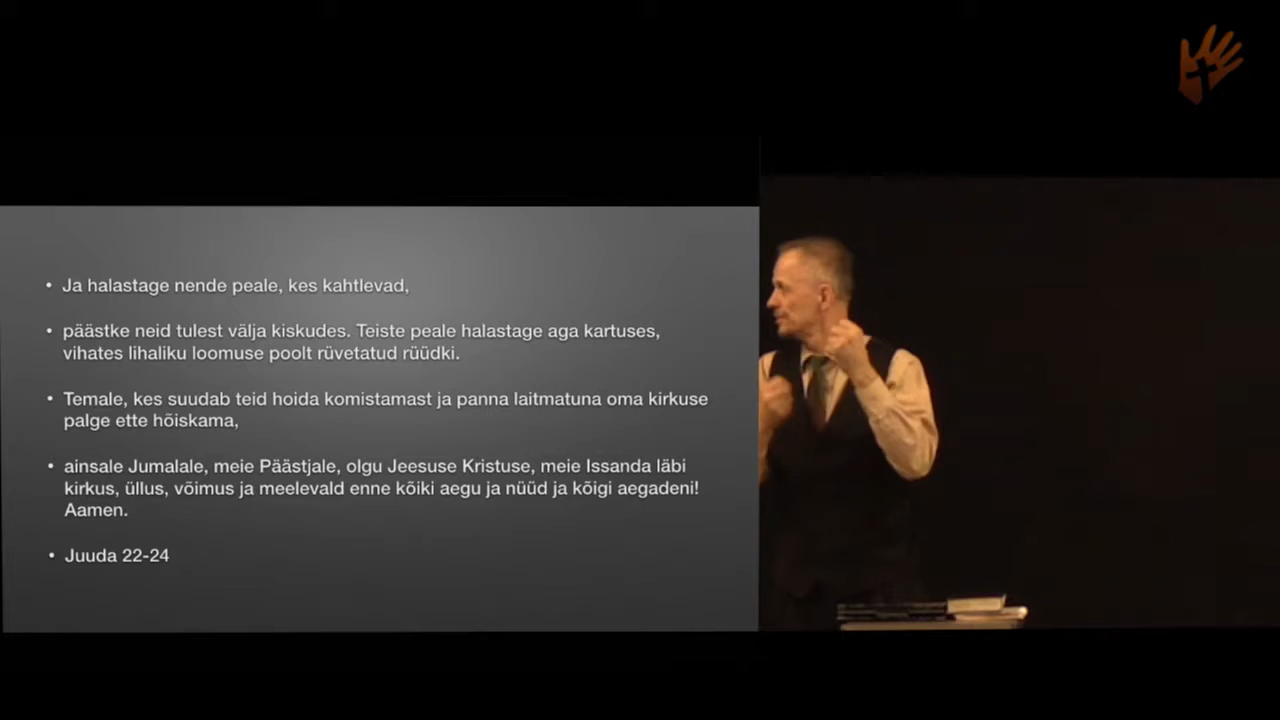 • Ja halastage nende peale, kes kahtlevad,
• päästke neid tulest välja kiskudes. Teiste peale halastage aga kartuses,
vihates lihaliku loomuse poolt rüvetatud rüüdki.
• Temale, kes suudab teid hoida komistamast ja panna laitmatuna oma kirkuse
palge ette hõiskama,
• ainsale Jumalale, meie Päästjale, olgu Jeesuse Kristuse, meie Issanda läbi
kirkus, üllus, võimus ja meelevald enne kõiki aegu ja nüüd ja kõigi aegadeni!
Aamen.
• Juuda 22-24